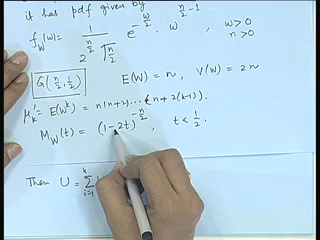 it has pdf given by
f_W(w) = 1 / (2^{n/2} Γ(n/2)) e^{-w/2} . w^{n/2 - 1} w>0 n>0
G(n/2, 1/2) E(W) = n, V(W) = 2n
μ_k' = E(W^k) = n(n+2)...(n+2(k-1)).
M_W(t) = (1-2t)^{-n/2}, t < 1/2.
Then U = Σ_{i=1}^k